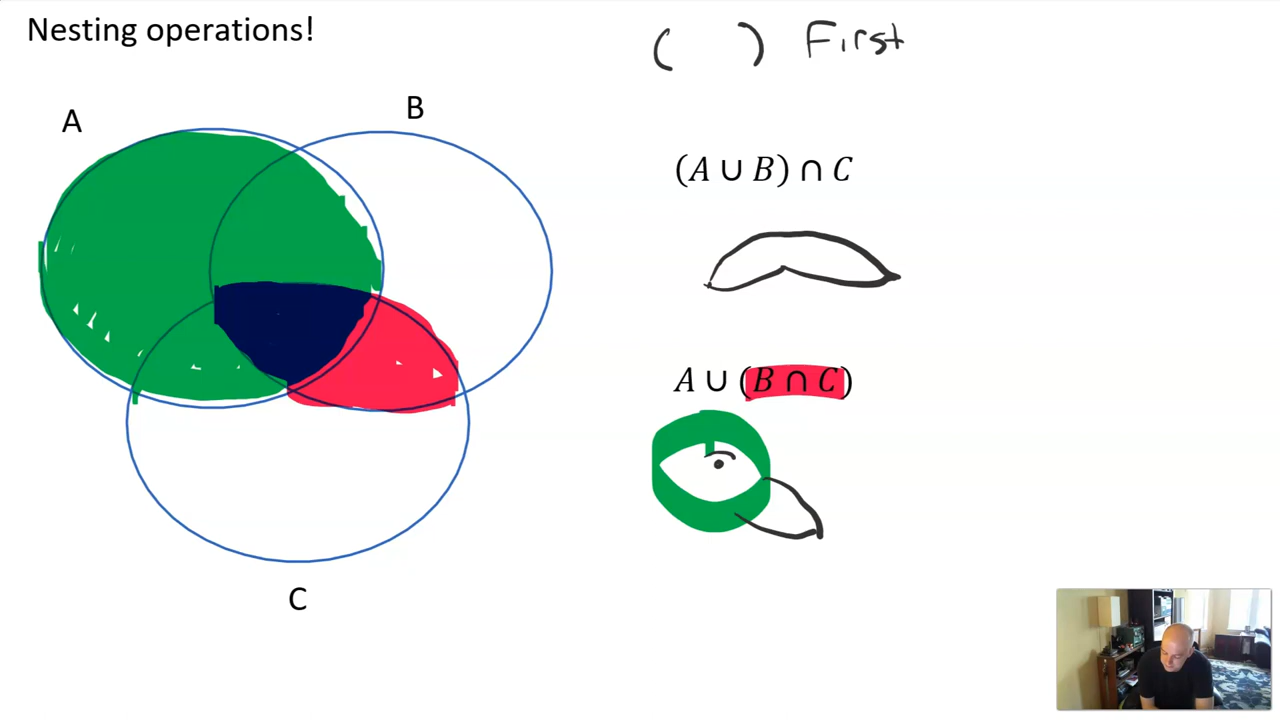 Nesting operations!
( ) First
A
B
(A ∪ B) ∩ C
A ∪ (B ∩ C)
C